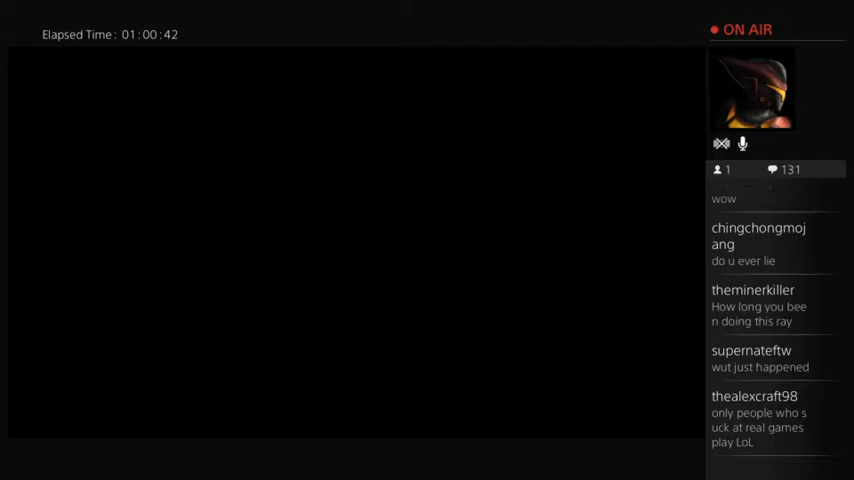 Elapsed Time: 01:00:42
ON AIR
1 131
wow
chingchongmoj
ang
do u ever lie
theminerkiller
How long you bee
n doing this ray
supernateftw
wut just happened
thealexcraft98
only people who s
uck at real games
play LoL